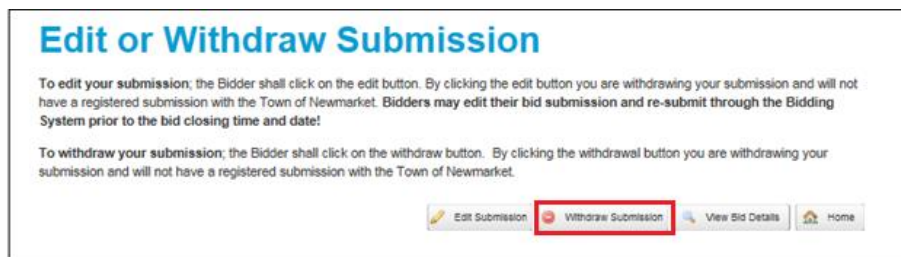 Edit or Withdraw Submission
To edit your submission; the Bidder shall click on the edit button. By clicking the edit button you are withdrawing your submission and will not
have a registered submission with the Town of Newmarket. Bidders may edit their bid submission and re-submit through the Bidding
System prior to the bid closing time and date!
To withdraw your submission; the Bidder shall click on the withdraw button. By clicking the withdrawal button you are withdrawing your
submission and will not have a registered submission with the Town of Newmarket.
Edit Submission Withdraw Submission View Bid Details Home